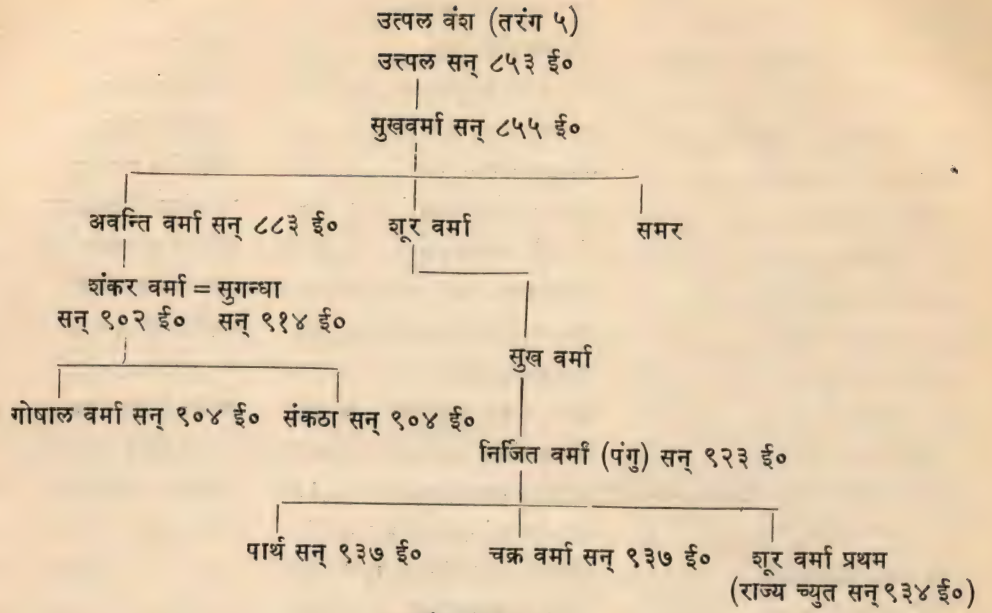 उत्पल वंश (तरंग ५)
उत्त्पल सन् ८५३ ई०
सुखवर्मा सन् ८५५ ई०
अवन्ति वर्मा सन् ८८३ ई० शूर वर्मा समर
शंकर वर्मा = सुगन्धा
सन् ९०२ ई० सन् ९१४ ई०
सुख वर्मा
गोषाल वर्मा सन् ९०४ ई० संकठा सन् ९०४ ई०
निर्जित वर्मा (पंगु) सन् ९२३ ई०
पार्थ सन् ९३७ ई० चक्र वर्मा सन् ९३७ ई० शूर वर्मा प्रथम
(राज्य च्युत सन् ९३४ ई०)